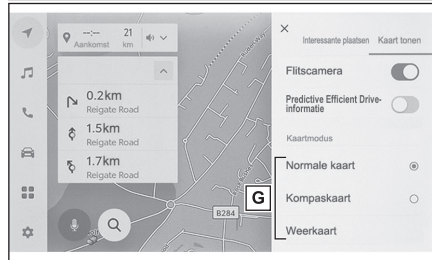 --:-- 21
Aankomst km
0.2km
Reigate Road
1.5km
Reigate Road
1.7km
Reigate Road
B284
Interessante plaatsen Kaart tonen
Flitscamera
Predictive Efficient Drive-
informatie
Kaartmodus
G
Normale kaart
Kompaskaart
Weerkaart